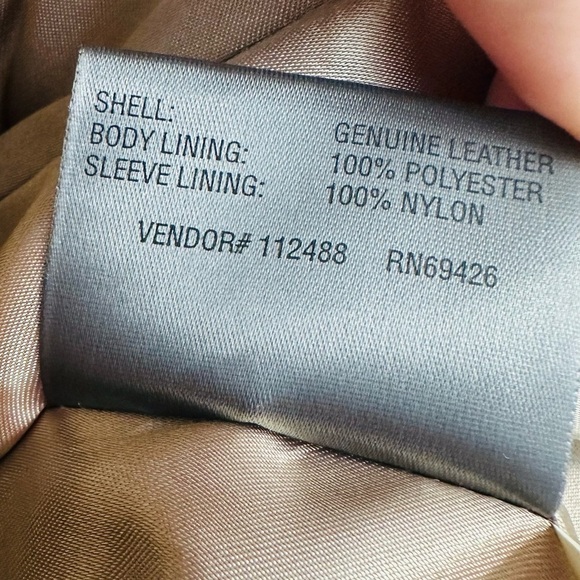 SHELL: GENUINE LEATHER
BODY LINING: 100% POLYESTER
SLEEVE LINING: 100% NYLON
VENDOR# 112488 RN69426